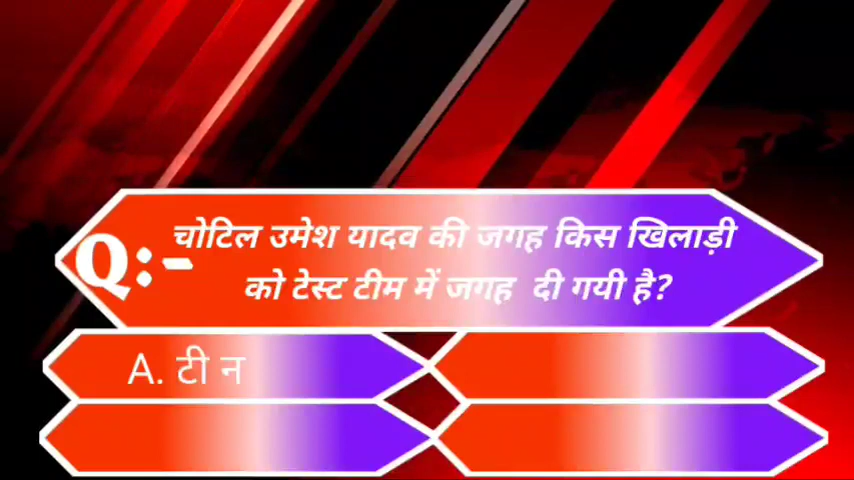 Q:- चोटिल उमेश यादव की जगह किस खिलाड़ी
को टेस्ट टीम में जगह दी गयी है?
A. टी न